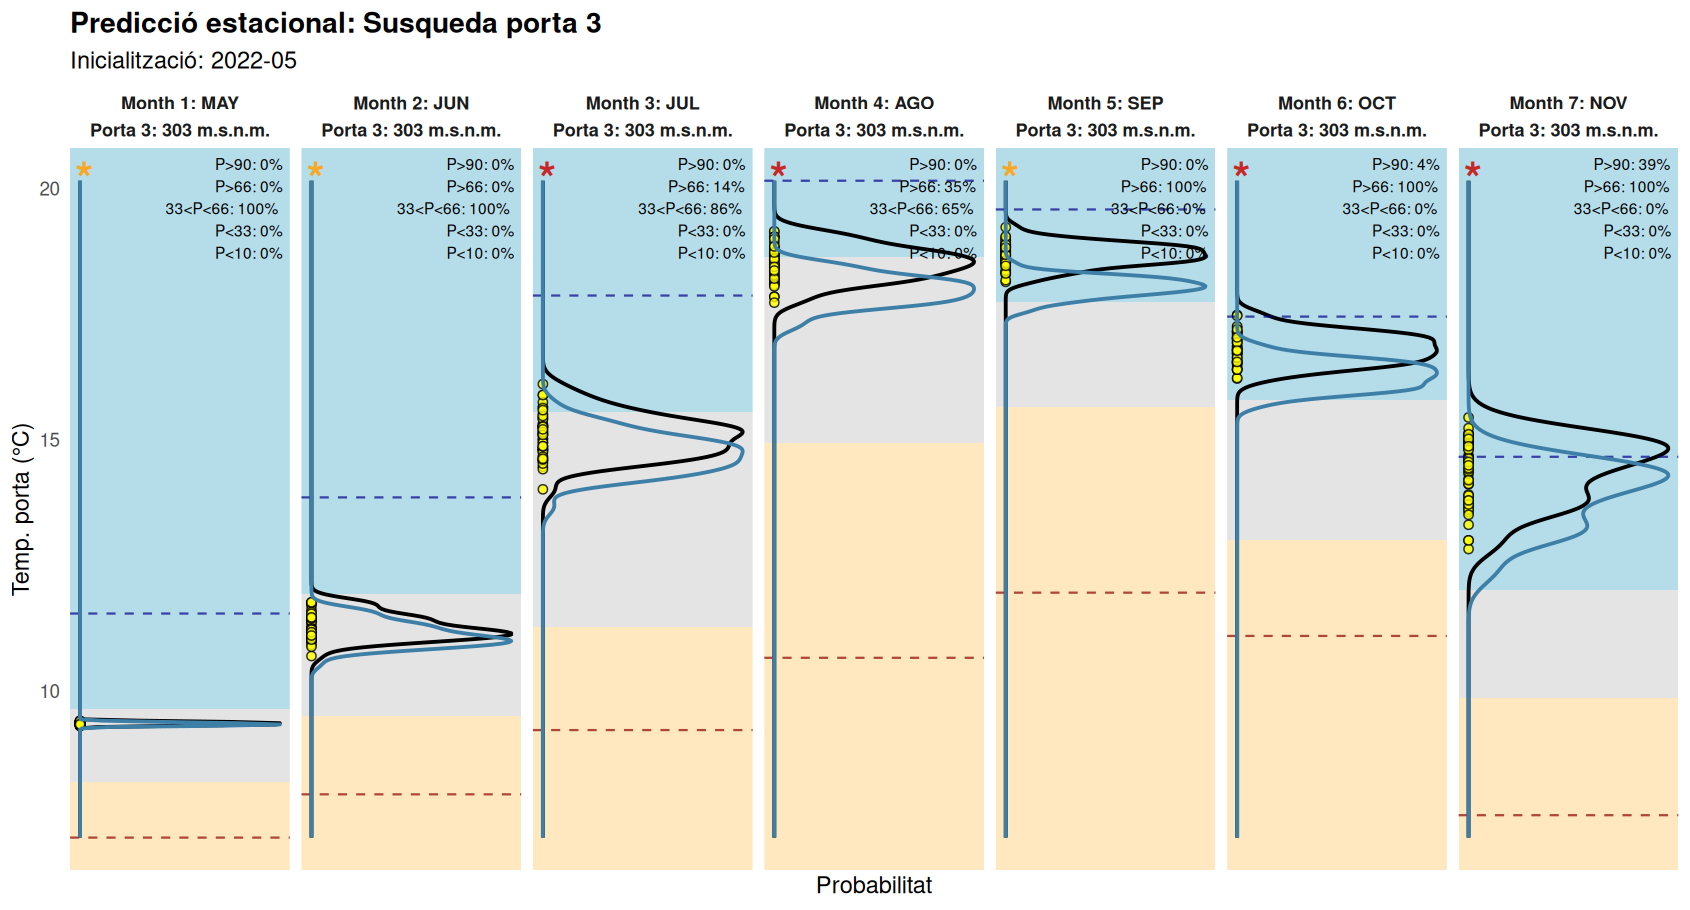 Predicció estacional: Susqueda porta 3
Inicialització: 2022-05
Month 1: MAY
Porta 3: 303 m.s.n.m.
Month 2: JUN
Porta 3: 303 m.s.n.m.
Month 3: JUL
Porta 3: 303 m.s.n.m.
Month 4: AGO
Porta 3: 303 m.s.n.m.
Month 5: SEP
Porta 3: 303 m.s.n.m.
Month 6: OCT
Porta 3: 303 m.s.n.m.
Month 7: NOV
Porta 3: 303 m.s.n.m.
*
P>90: 0%
P>66: 0%
33<P<66: 100%
P<33: 0%
P<10: 0%
*
P>90: 0%
P>66: 0%
33<P<66: 100%
P<33: 0%
P<10: 0%
*
P>90: 0%
P>66: 14%
33<P<66: 86%
P<33: 0%
P<10: 0%
*
P>90: 0%
P>66: 35%
33<P<66: 65%
P<33: 0%
P<10: 0%
*
P>90: 0%
P>66: 100%
33<P<66: 0%
P<33: 0%
P<10: 0%
*
P>90: 4%
P>66: 100%
33<P<66: 0%
P<33: 0%
P<10: 0%
*
P>90: 39%
P>66: 100%
33<P<66: 0%
P<33: 0%
P<10: 0%
20
15
10
Temp. porta (°C)
Probabilitat